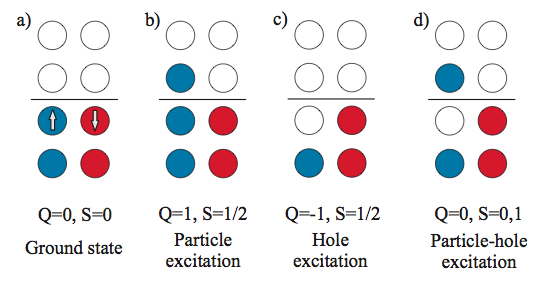 a)
b)
c)
d)
Q=0, S=0
Q=1, S=1/2
Q=-1, S=1/2
Q=0, S=0,1
Ground state
Particle
excitation
Hole
excitation
Particle-hole
excitation